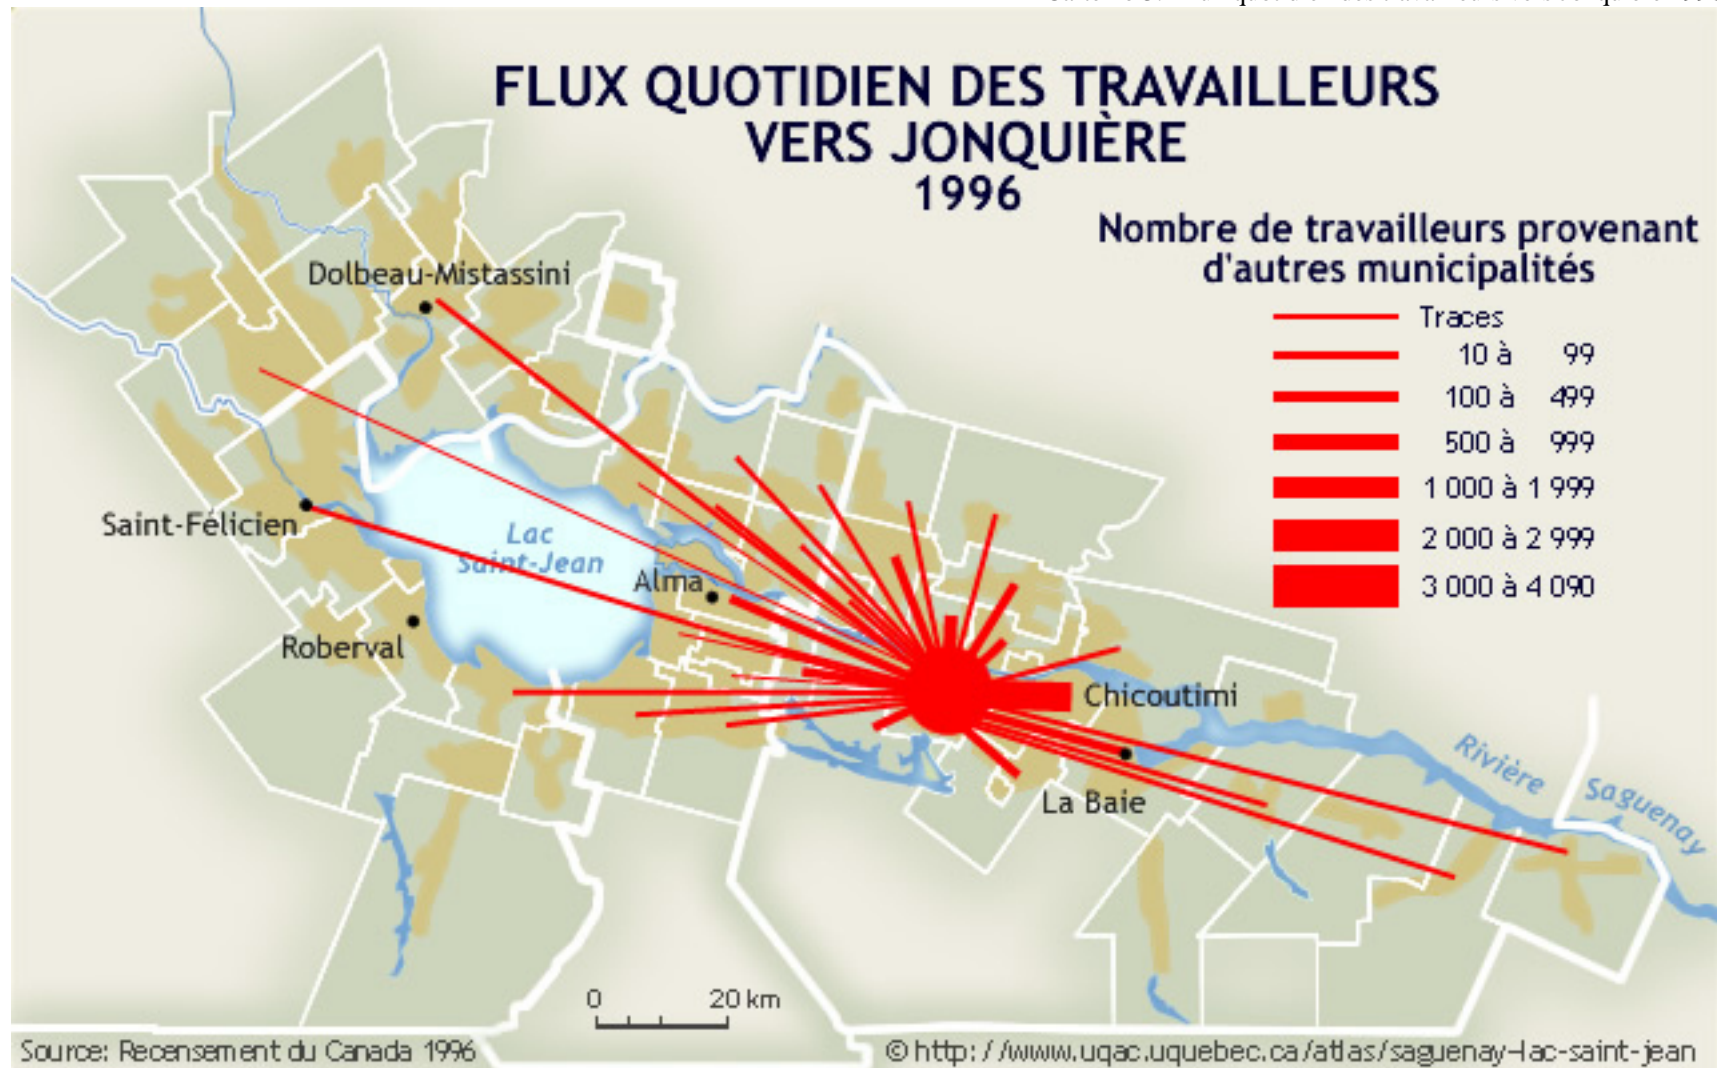 FLUX QUOTIDIEN DES TRAVAILLEURS
VERS JONQUIÈRE
1996
Nombre de travailleurs provenant
d'autres municipalités
Traces
10 à 99
100 à 499
500 à 999
1 000 à 1 999
2 000 à 2 999
3 000 à 4 090
Dolbeau-Mistassini
Saint-Félicien
Lac
Saint-Jean
Alma
Roberval
Chicoutimi
La Baie
Rivière Saguenay
0 20 km
Source: Recensement du Canada 1996
© http://www.uqac.uquebec.ca/atlas/saguenay-lac-saint-jean